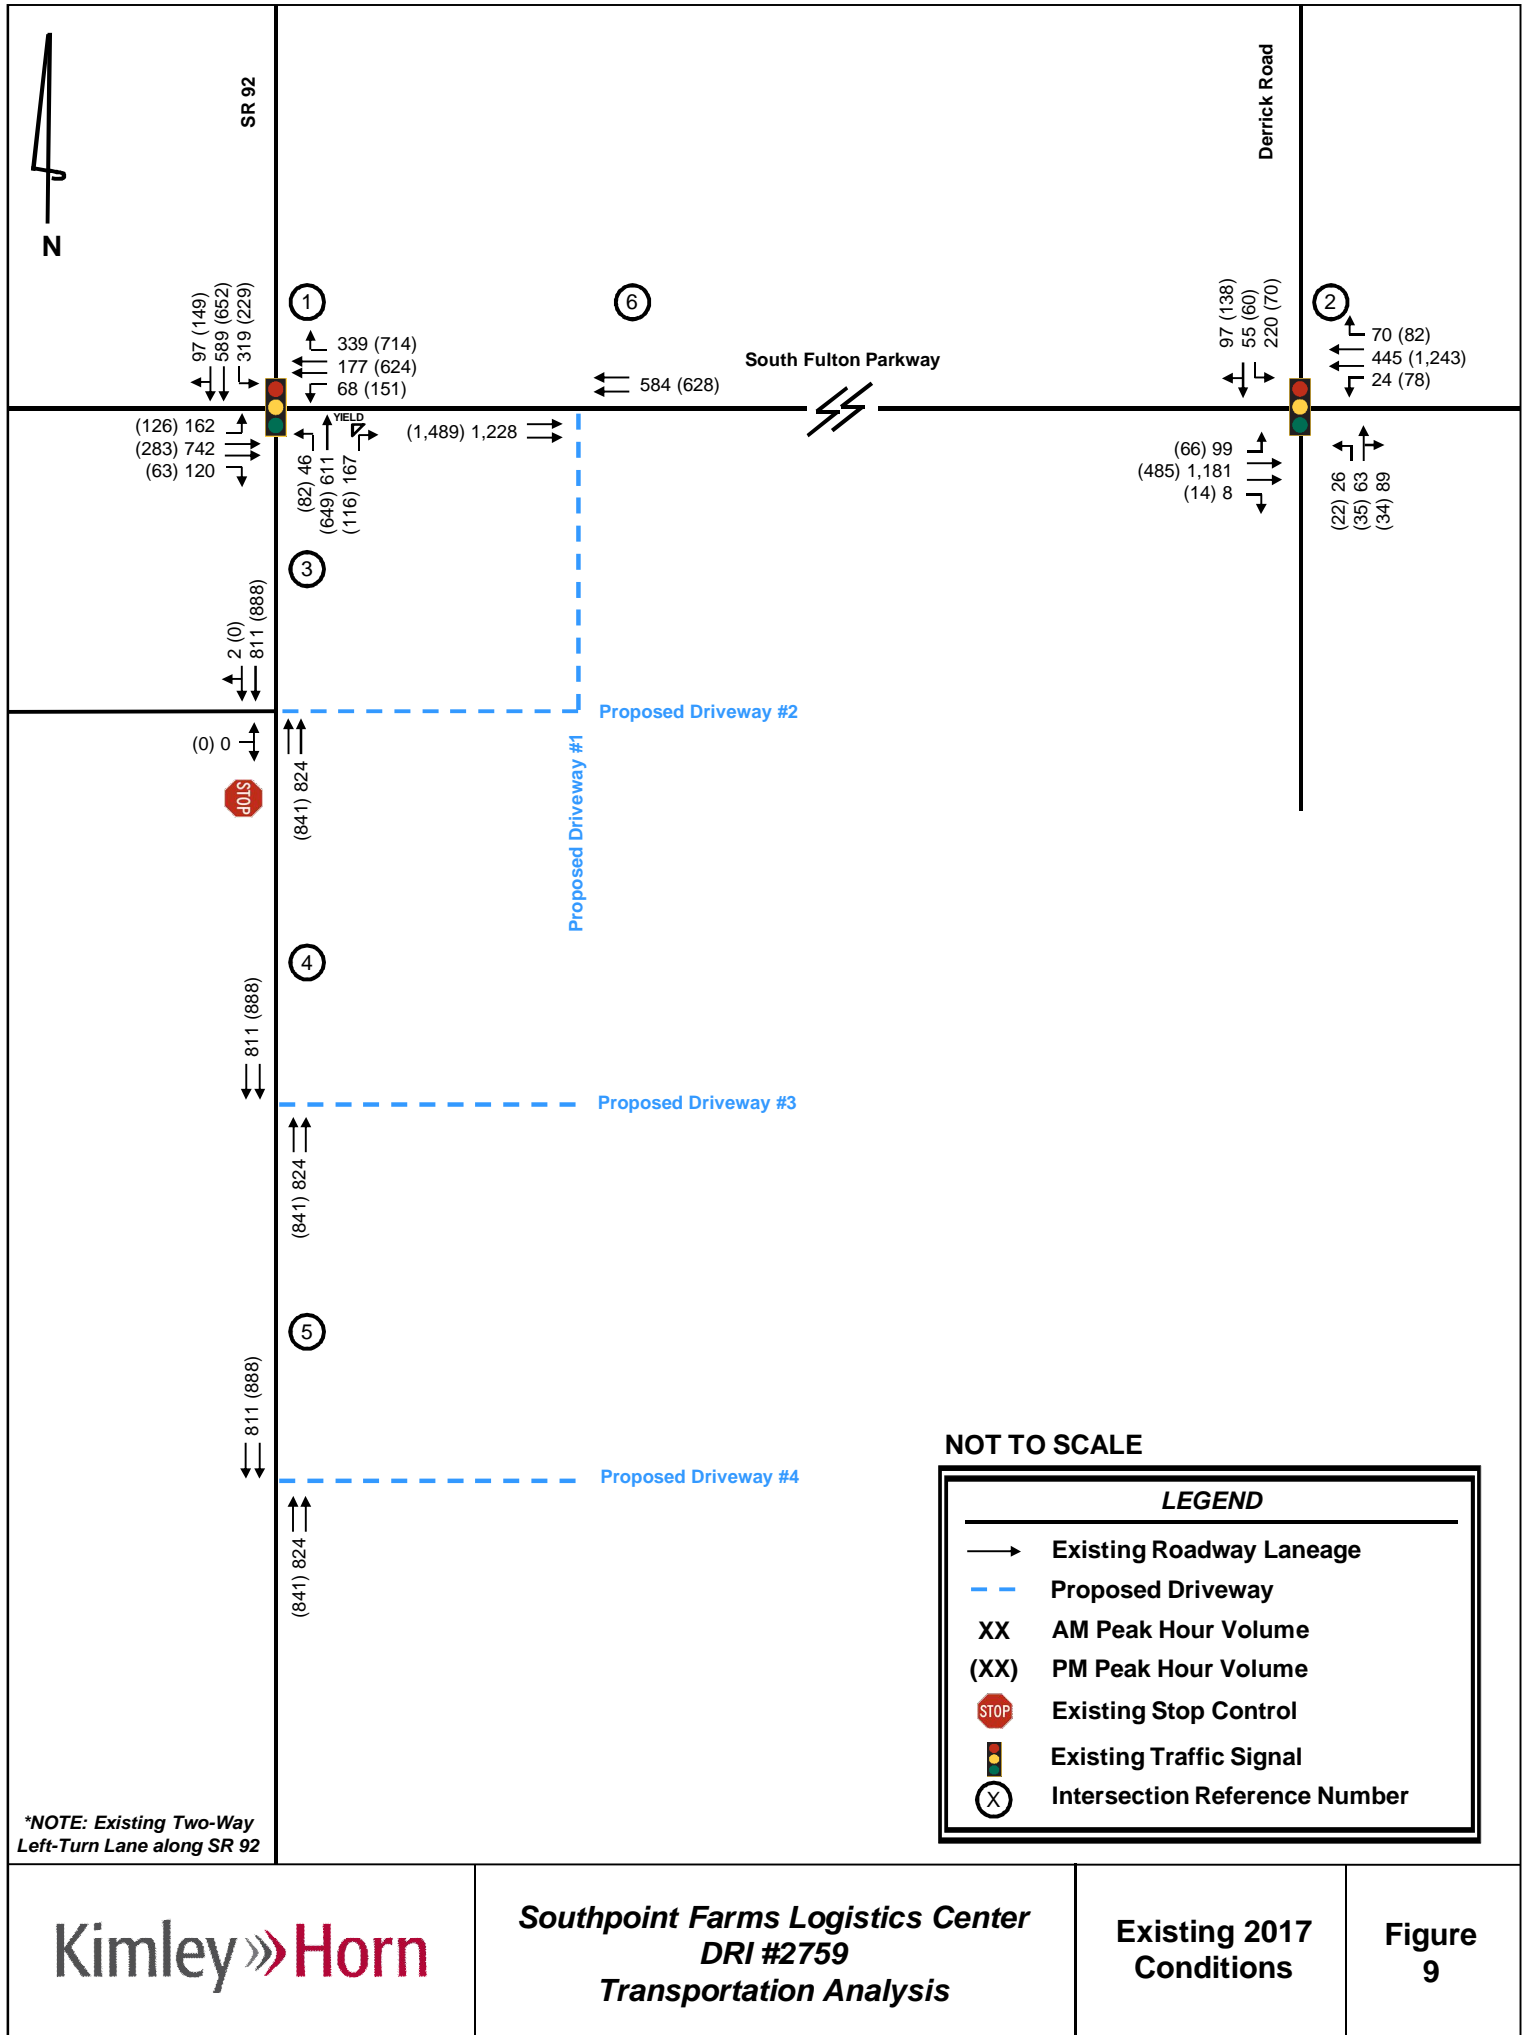 SR 92
Derrick Road
N
1
6
2
97 (149)
589 (652)
319 (229)
339 (714)
177 (624)
68 (151)
584 (628)
South Fulton Parkway
97 (138)
55 (60)
220 (70)
70 (82)
445 (1,243)
24 (78)
(126) 162
(283) 742
(63) 120
YIELD
(82) 46
(649) 611
(116) 167
(1,489) 1,228
(66) 99
(485) 1,181
(14) 8
(22) 26
(35) 63
(34) 89
3
2 (0)
811 (888)
Proposed Driveway #2
(0) 0
STOP
(841) 824
Proposed Driveway #1
4
811 (888)
Proposed Driveway #3
(841) 824
5
811 (888)
Proposed Driveway #4
(841) 824
NOT TO SCALE
LEGEND
Existing Roadway Laneage
Proposed Driveway
XX AM Peak Hour Volume
(XX) PM Peak Hour Volume
STOP Existing Stop Control
Existing Traffic Signal
X Intersection Reference Number
*NOTE: Existing Two-Way
Left-Turn Lane along SR 92
Kimley»Horn
Southpoint Farms Logistics Center
DRI #2759
Transportation Analysis
Existing 2017
Conditions
Figure
9